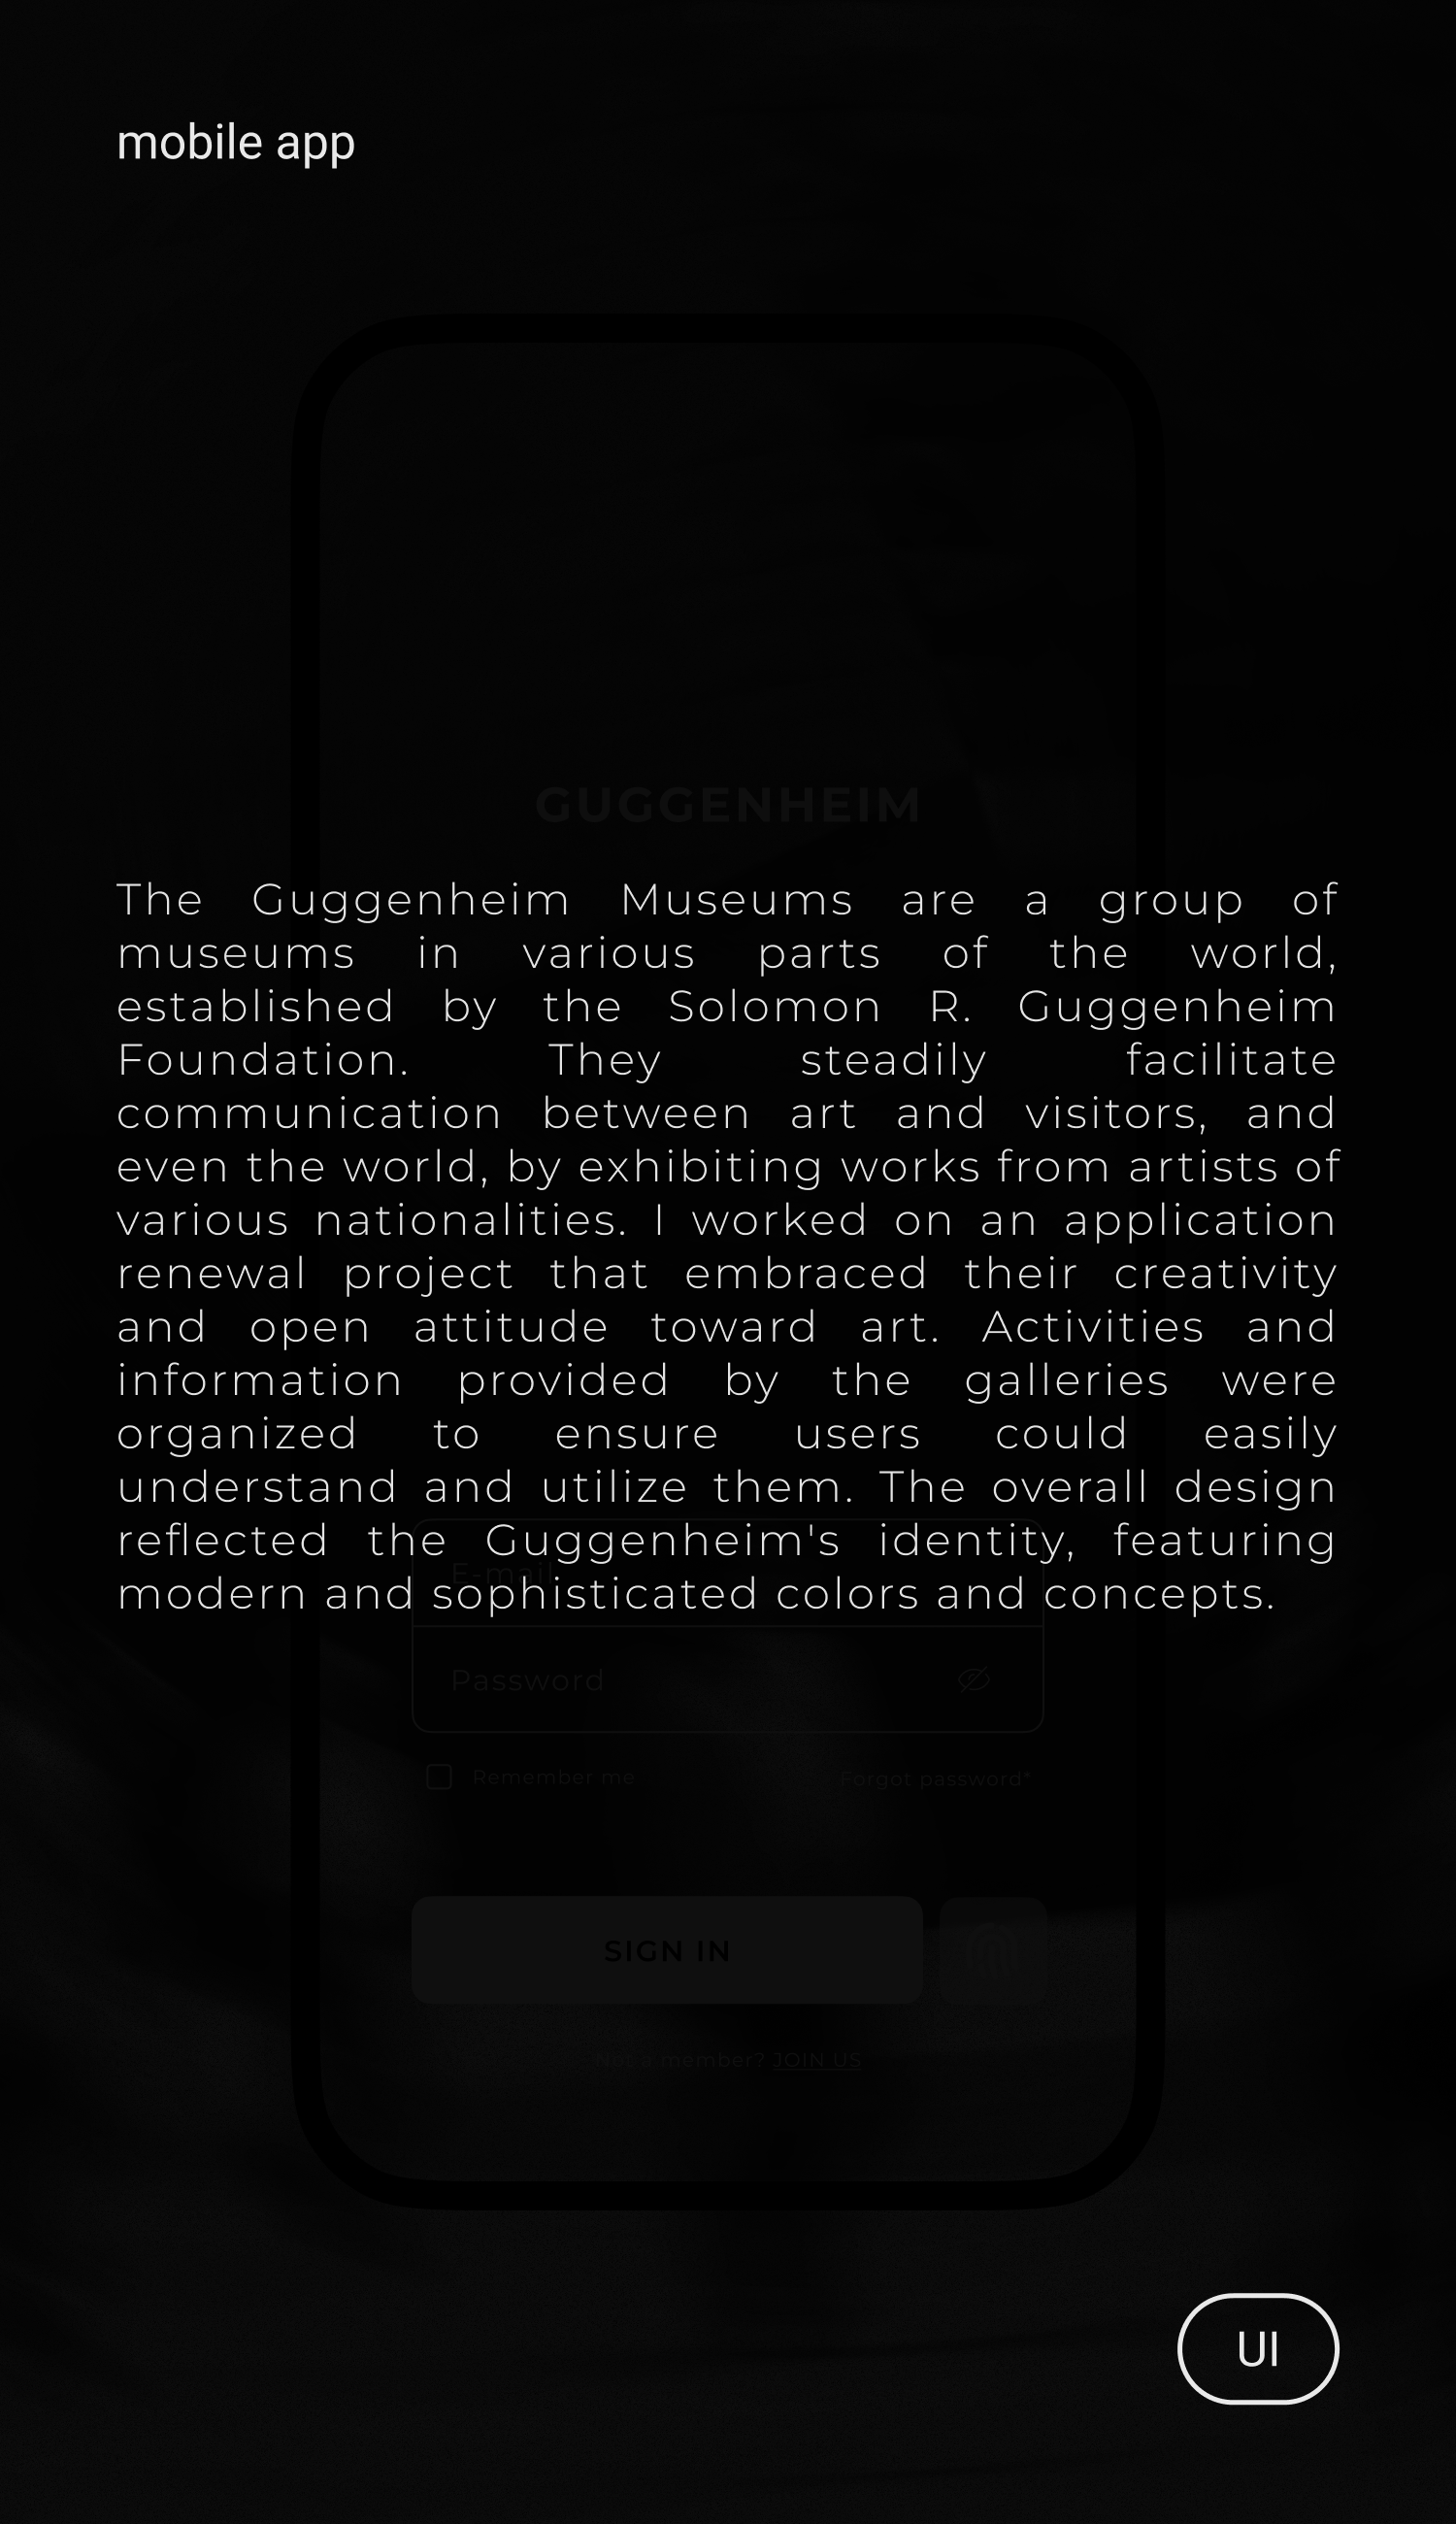 mobile app
GUGGENHEIM
The Guggenheim Museums are a group of
museums in various parts of the world,
established by the Solomon R. Guggenheim
Foundation. They steadily facilitate
communication between art and visitors, and
even the world, by exhibiting works from artists of
various nationalities. I worked on an application
renewal project that embraced their creativity
and open attitude toward art. Activities and
information provided by the galleries were
organized to ensure users could easily
understand and utilize them. The overall design
reflected the Guggenheim's identity, featuring
E-mail
modern and sophisticated colors and concepts.
Password
Remember me Forgot password*
SIGN IN
Not a member? JOIN US
UI